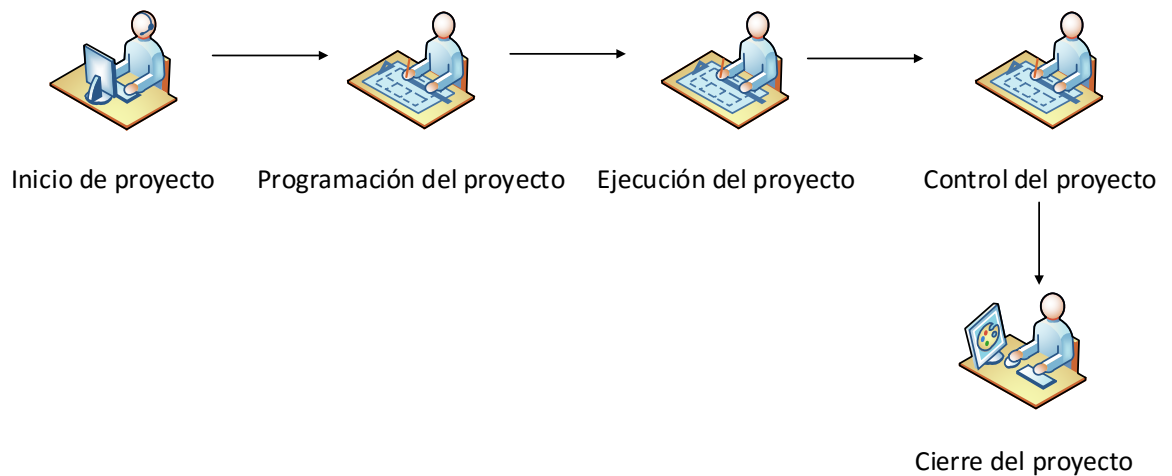 Inicio de proyecto
Programación del proyecto
Ejecución del proyecto
Control del proyecto
Cierre del proyecto